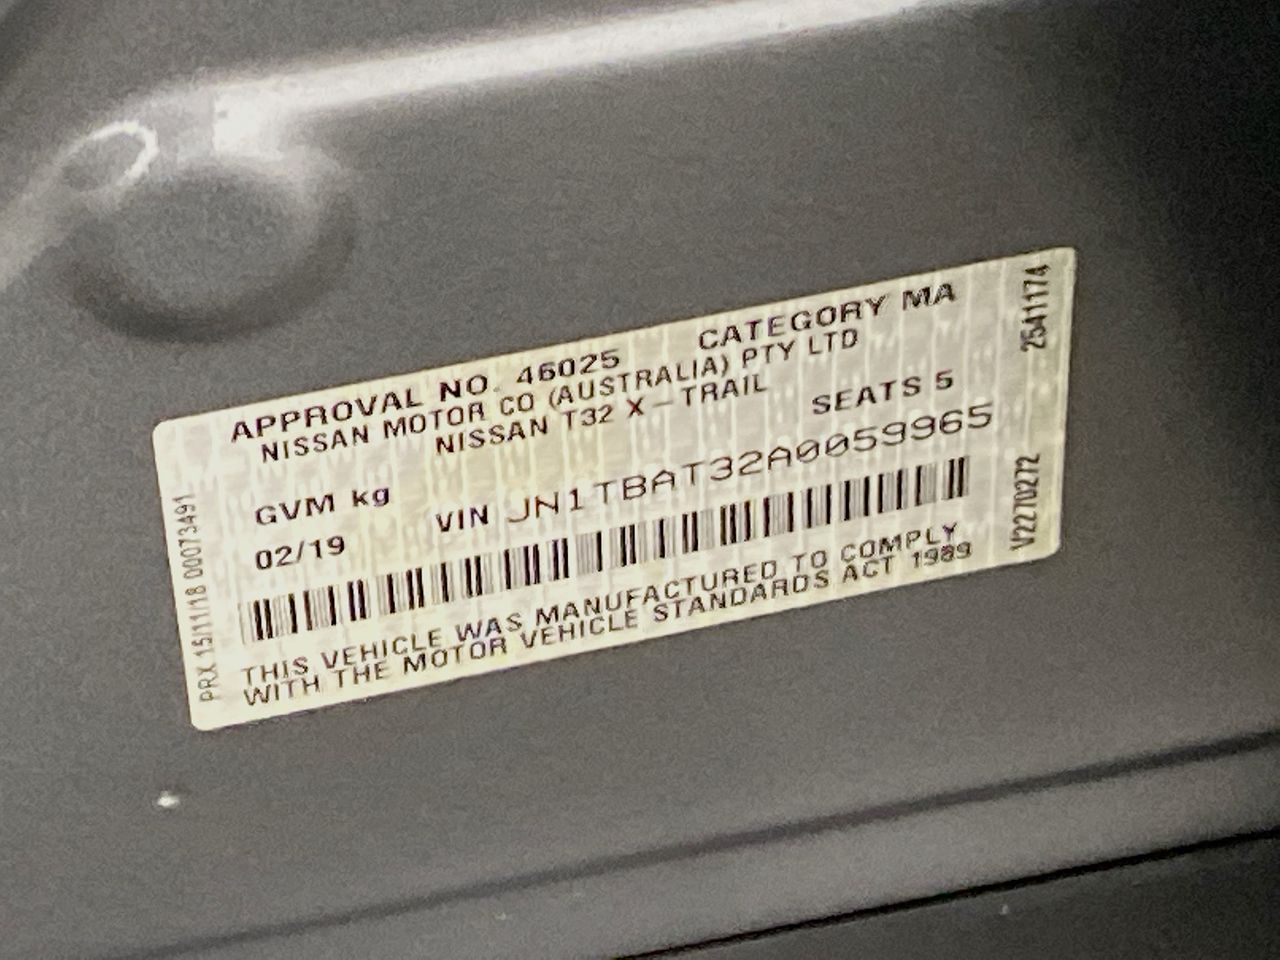 APPROVAL NO. 46025 CATEGORY MA
NISSAN MOTOR CO (AUSTRALIA) PTY LTD
NISSAN T32 X-TRAIL
SEATS 5
GVM kg
VIN JN1TBAT32A0059965
02/19
THIS VEHICLE WAS MANUFACTURED TO COMPLY
WITH THE MOTOR VEHICLE STANDARDS ACT 1989
PRX 15/11/18 00073491
2541174
V2270272